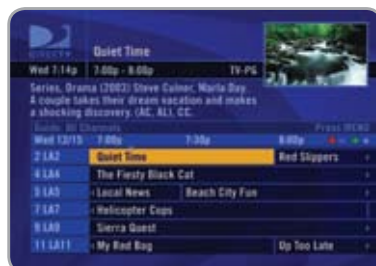 DIRECTV
Quiet Time
Wed 7:14p 7:00p - 8:00p TV-PG
Series, Drama (2003) Steve Culner, Marla Day.
A couple takes their dream vacation and makes
a shocking discovery. (AC, AL), CC.
Guide: All Channels Press MENU
Wed 12/15 7:00p 7:30p 8:00p
2 LA2 Quiet Time Red Slippers
4 LA4 The Fiesty Black Cat
5 LA5 Local News Beach City Fun
7 LA7 Helicopter Cops
9 LA9 Sierra Quest
11 LA11 My Red Bag Up Too Late